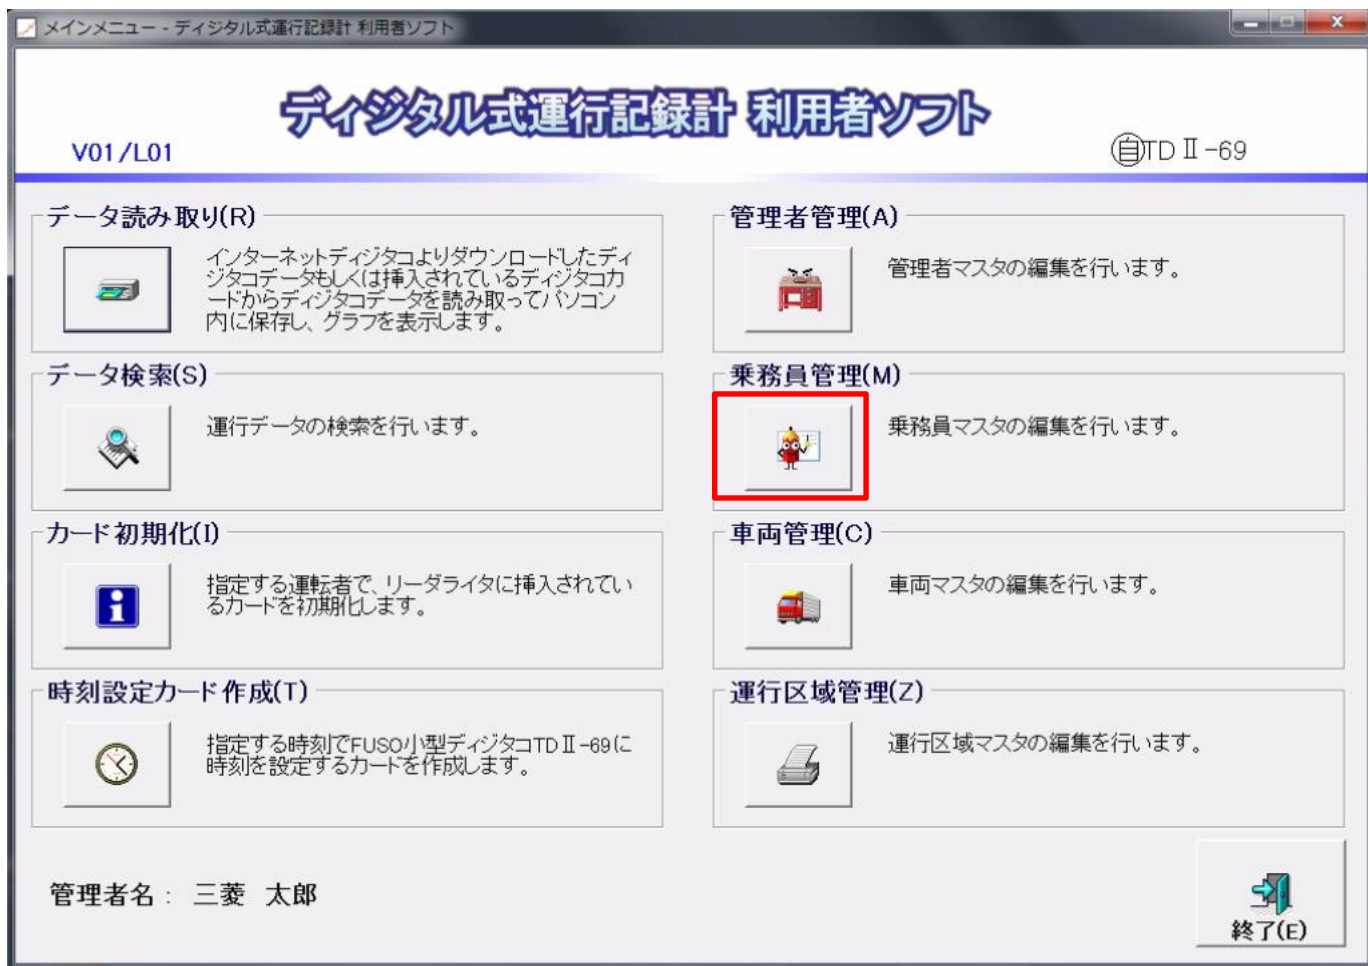 メインメニュー - ディジタル式運行記録計 利用者ソフト
ディジタル式運行記録計 利用者ソフト
V01/L01
㊂TDⅡ-69
データ読み取り(R)
インターネットディジタコよりダウンロードしたディ
ジタコデータもしくは挿入されているディジタコカ
ードからディジタコデータを読み取ってパソコン
内に保存し、グラフを表示します。
データ検索(S)
運行データの検索を行います。
カード初期化(I)
指定する運転者で、リーダライタに挿入されてい
るカードを初期化します。
時刻設定カード作成(T)
指定する時刻でFUSO小型ディジタコTDⅡ-69に
時刻を設定するカードを作成します。
管理者管理(A)
管理者マスタの編集を行います。
乗務員管理(M)
乗務員マスタの編集を行います。
車両管理(C)
車両マスタの編集を行います。
運行区域管理(Z)
運行区域マスタの編集を行います。
管理者名： 三菱 太郎
終了(E)